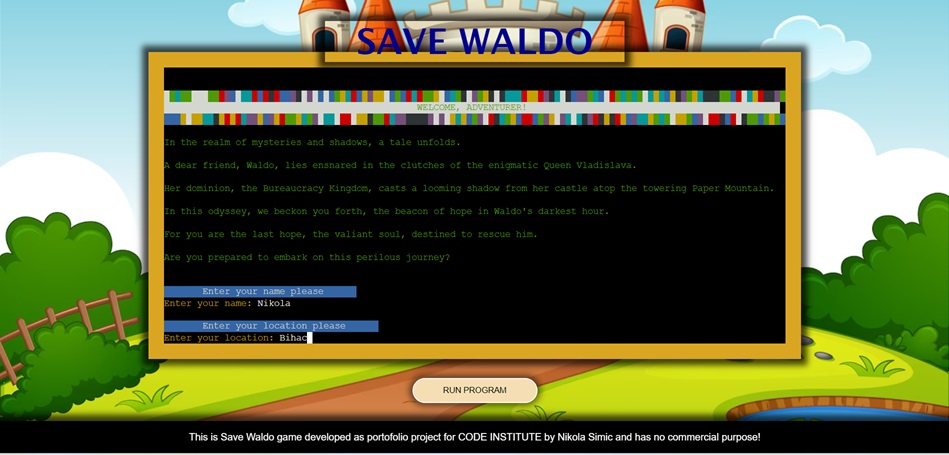 SAVE WALDO
WELCOME, ADVENTURER!
In the realm of mysteries and shadows, a tale unfolds.
A dear friend, Waldo, lies ensnared in the clutches of the enigmatic Queen Vladislava.
Her dominion, the Bureaucracy Kingdom, casts a looming shadow from her castle atop the towering Paper Mountain.
In this odyssey, we beckon you forth, the beacon of hope in Waldo's darkest hour.
For you are the last hope, the valiant soul, destined to rescue him.
Are you prepared to embark on this perilous journey?
Enter your name please
Enter your name: Nikola
Enter your location please
Enter your location: Bihac
RUN PROGRAM
This is Save Waldo game developed as portofolio project for CODE INSTITUTE by Nikola Simic and has no commercial purpose!